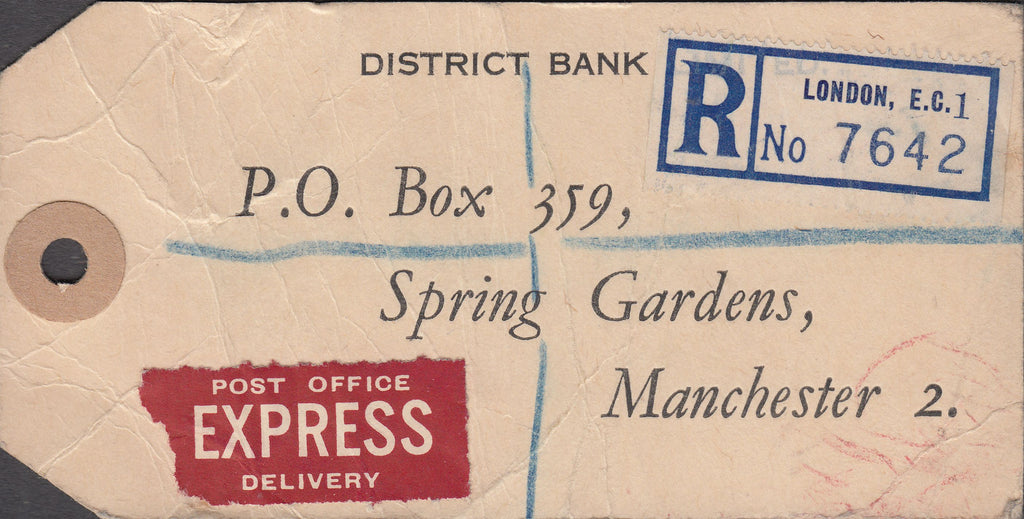 DISTRICT BANK
R
LONDON, E.C.1
No 7642
P.O. Box 359,
Spring Gardens,
Manchester 2.
POST OFFICE
EXPRESS
DELIVERY